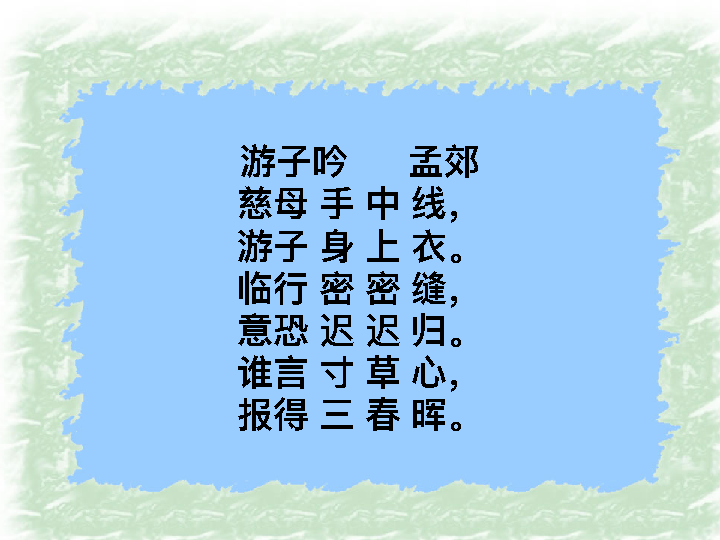 游子吟 孟郊
慈母 手 中 线，
游子 身 上 衣。
临行 密 密 缝，
意恐 迟 迟 归。
谁言 寸 草 心，
报得 三 春 晖。